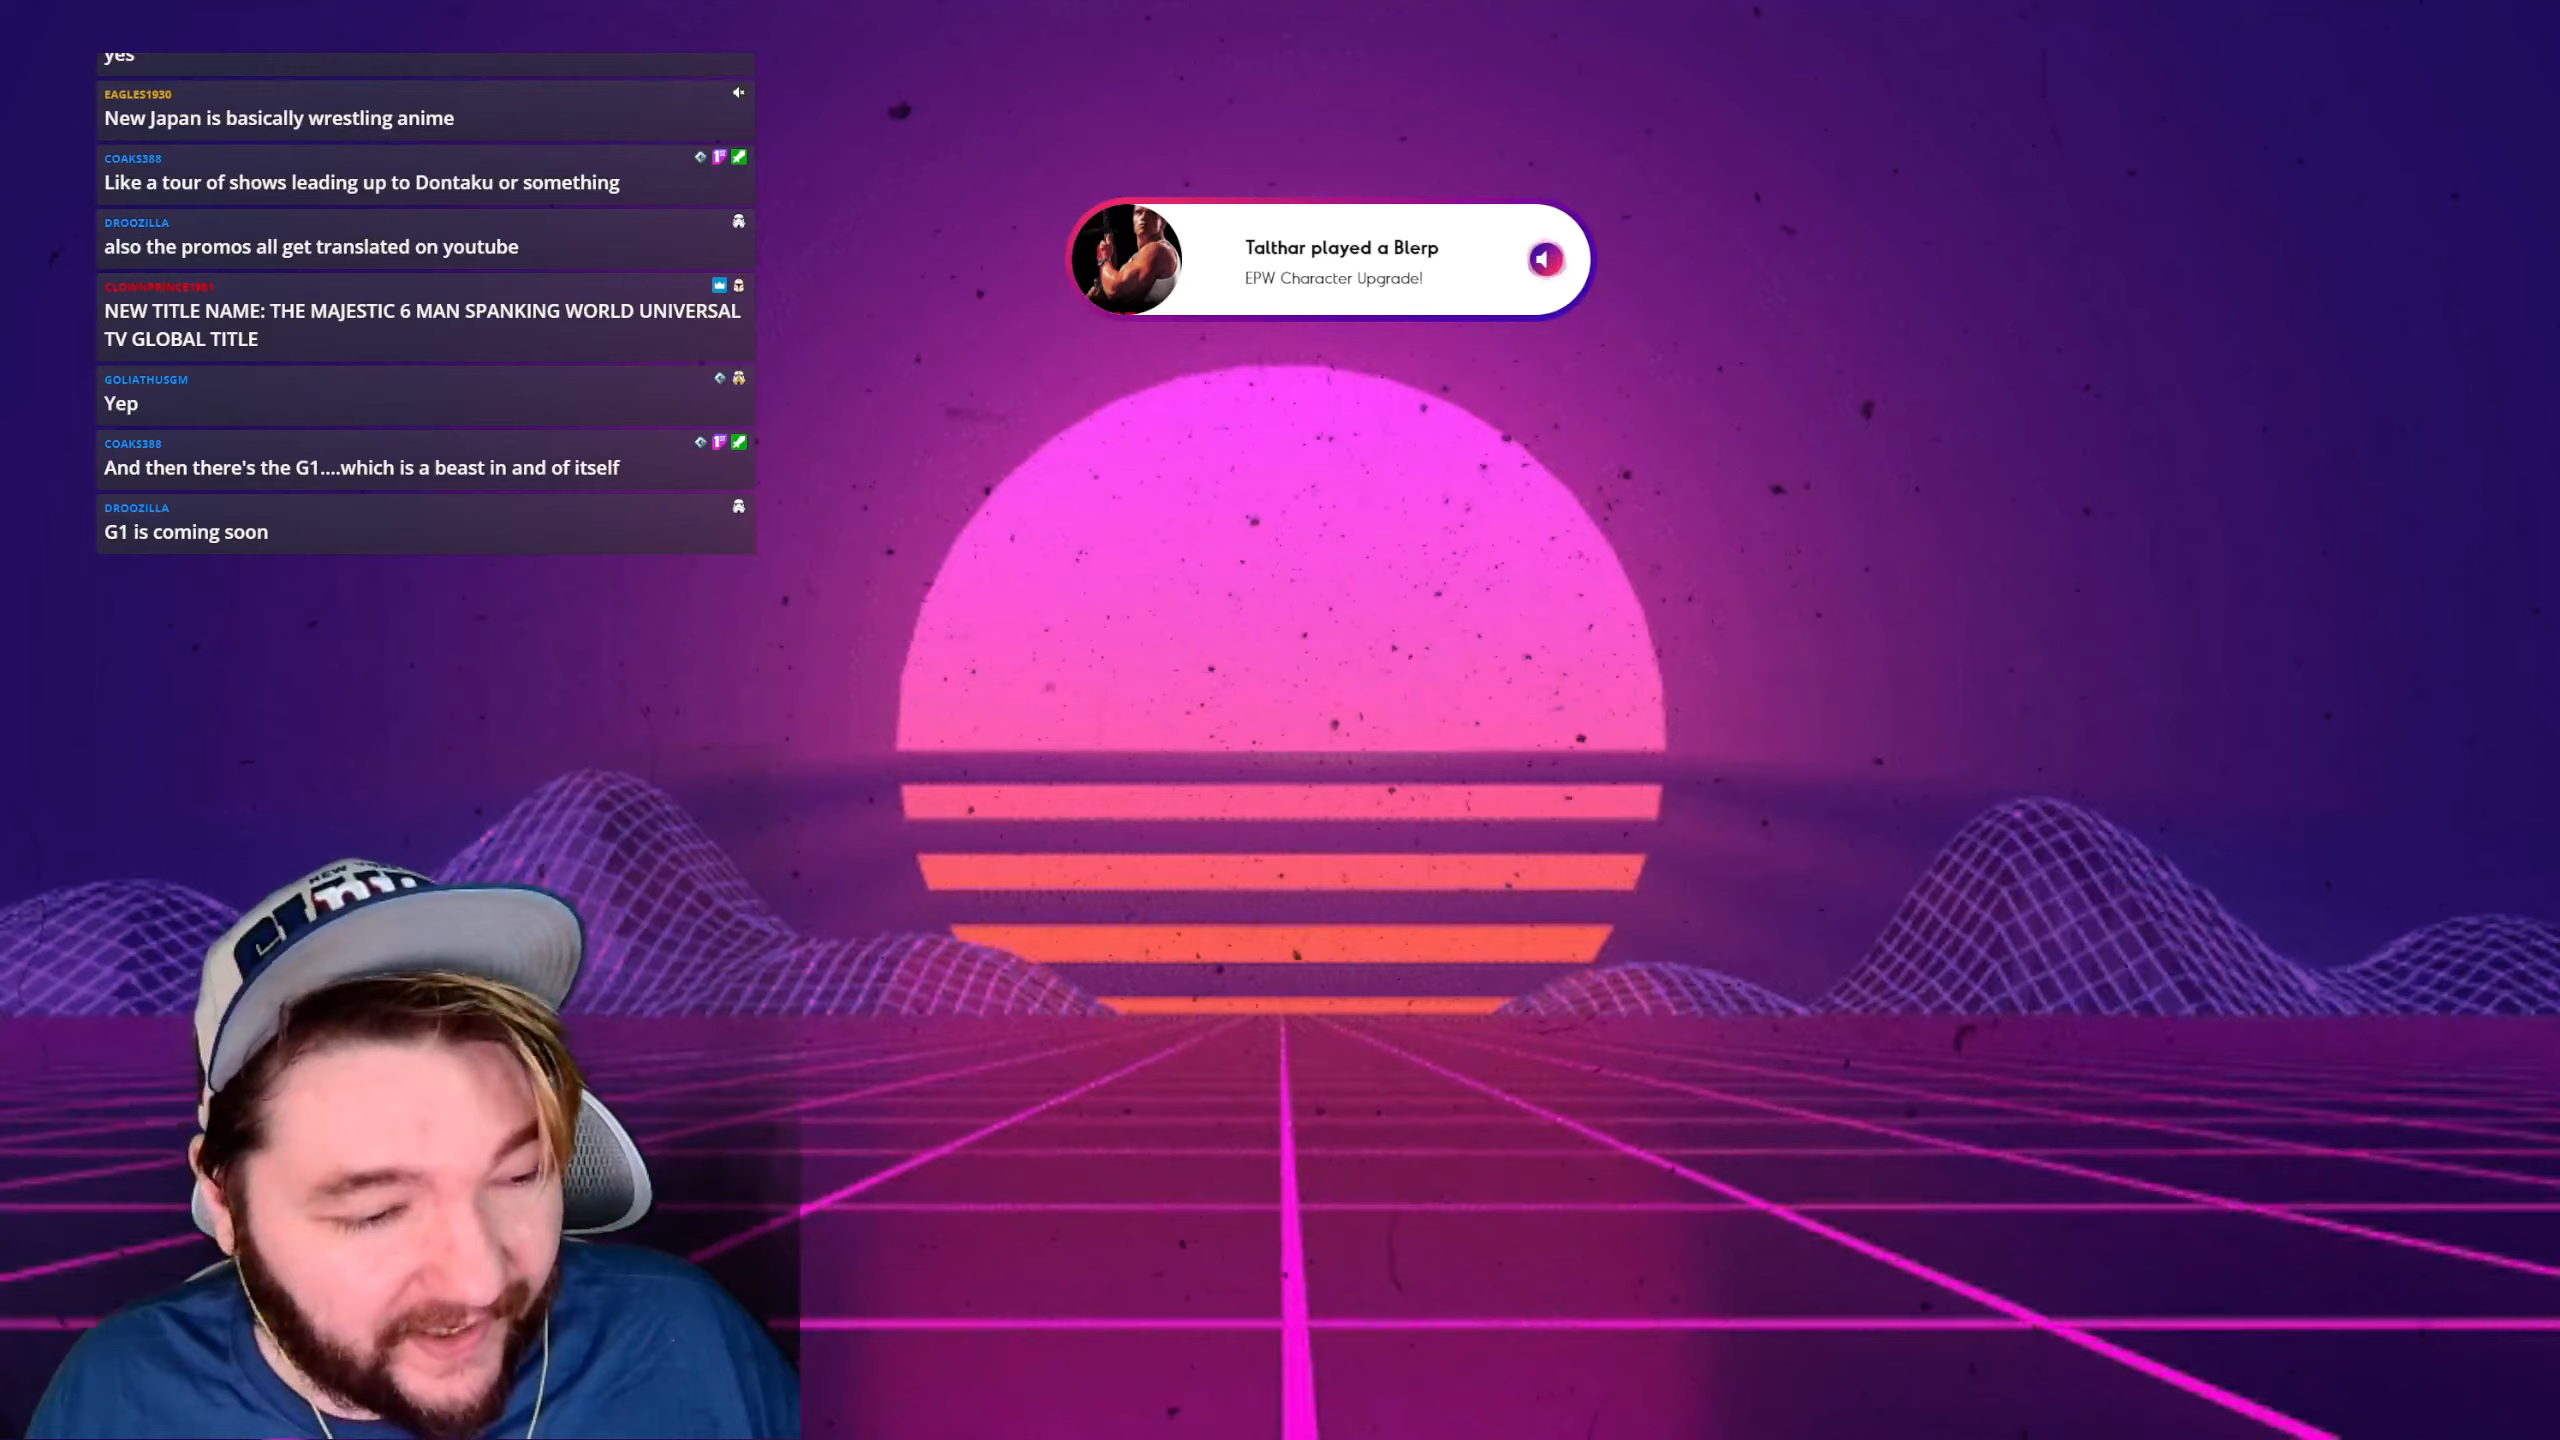 yes
EAGLES1930
New Japan is basically wrestling anime
COAKS388
Like a tour of shows leading up to Dontaku or something
DROOZILLA
also the promos all get translated on youtube
CLOWNPRINCE1981
NEW TITLE NAME: THE MAJESTIC 6 MAN SPANKING WORLD UNIVERSAL
TV GLOBAL TITLE
GOLIATHUSGM
Yep
COAKS388
And then there's the G1....which is a beast in and of itself
DROOZILLA
G1 is coming soon
Talthar played a Blerp
EPW Character Upgrade!
NEW